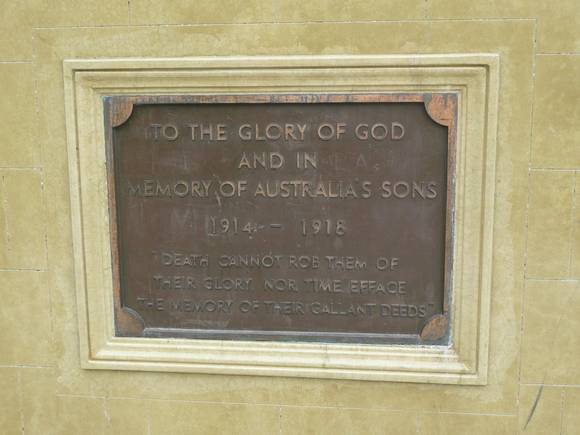 TO THE GLORY OF GOD
AND IN
MEMORY OF AUSTRALIA'S SONS
1914 - 1918
"DEATH CANNOT ROB THEM OF
THEIR GLORY NOR TIME EFFACE
THE MEMORY OF THEIR GALLANT DEEDS"